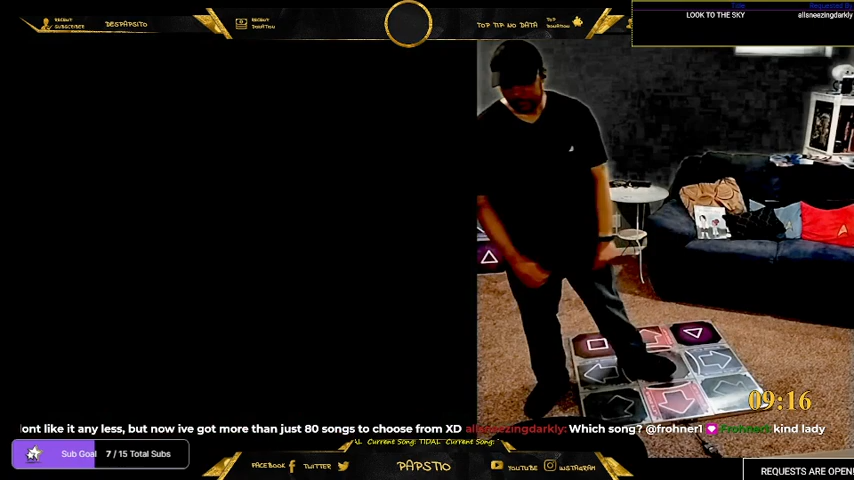 RECENT
SUBSCRIBER
DESPAPSITO
RECENT
DONATION
TOP TIP NO DATA
TOP
DONATION
Title
Requested By
LOOK TO THE SKY
allsneezingdarkly
09:16
lont like it any less, but now ive got more than just 80 songs to choose from XD allsneezingdarkly: Which song? @frohner1 Frohner1: kind lady
Current Song: TIDAL Current Song:
Sub Goal 7 / 15 Total Subs
FACEBOOK
TWITTER
PAPSTIO
YOUTUBE
INSTAGRAM
REQUESTS ARE OPEN!